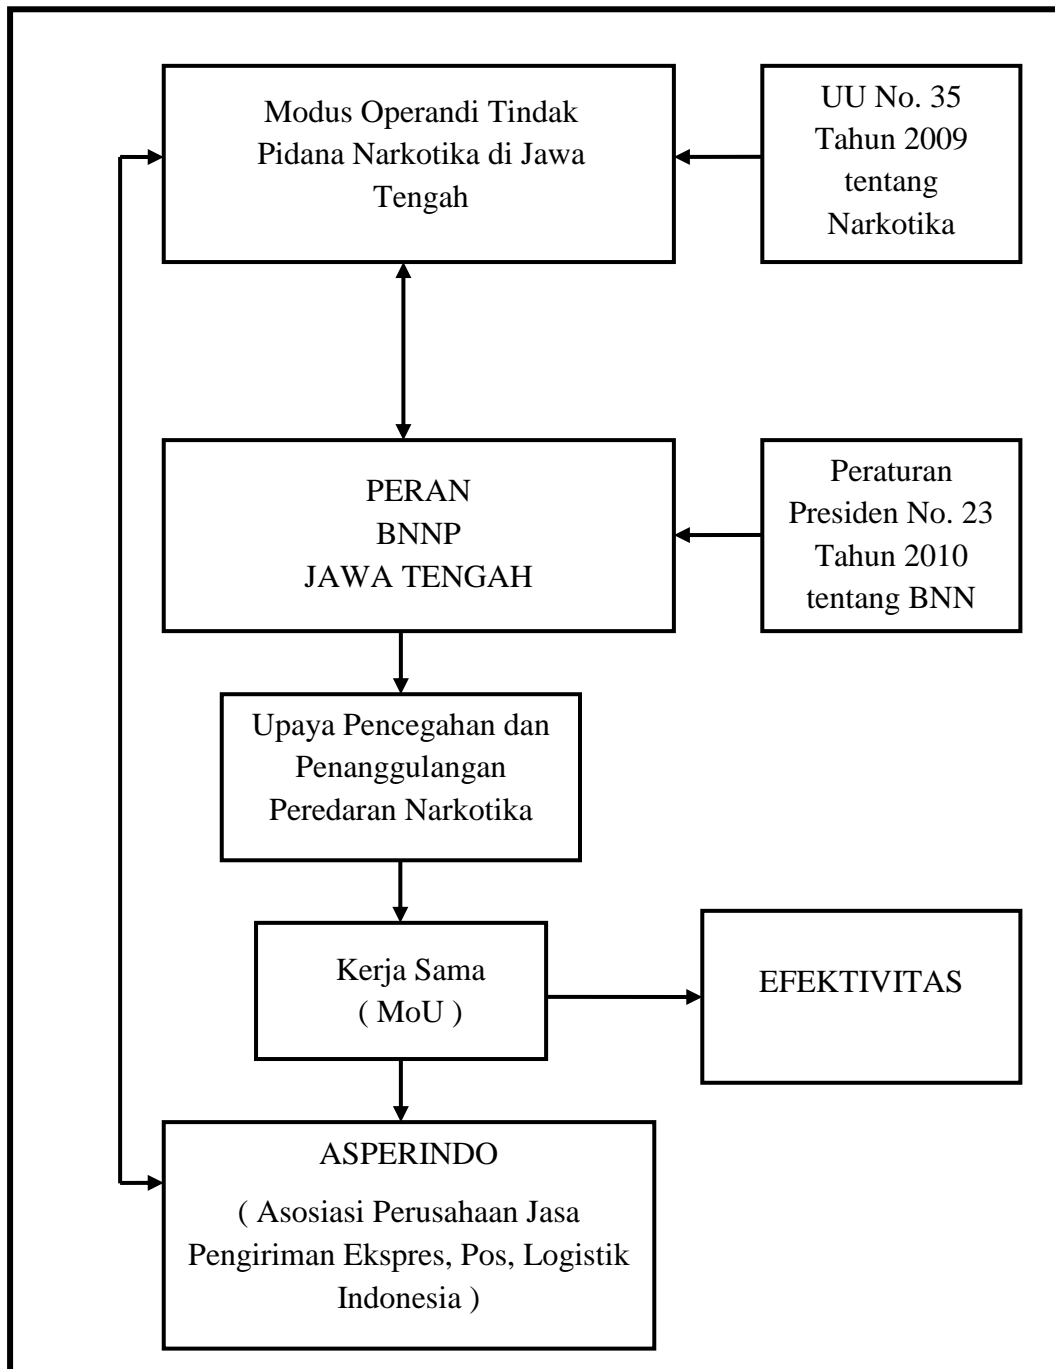 Modus Operandi Tindak
Pidana Narkotika di Jawa
Tengah
UU No. 35
Tahun 2009
tentang
Narkotika
PERAN
BNNP
JAWA TENGAH
Peraturan
Presiden No. 23
Tahun 2010
tentang BNN
Upaya Pencegahan dan
Penanggulangan
Peredaran Narkotika
Kerja Sama
( MoU )
EFEKTIVITAS
ASPERINDO
( Asosiasi Perusahaan Jasa
Pengiriman Ekspres, Pos, Logistik
Indonesia )